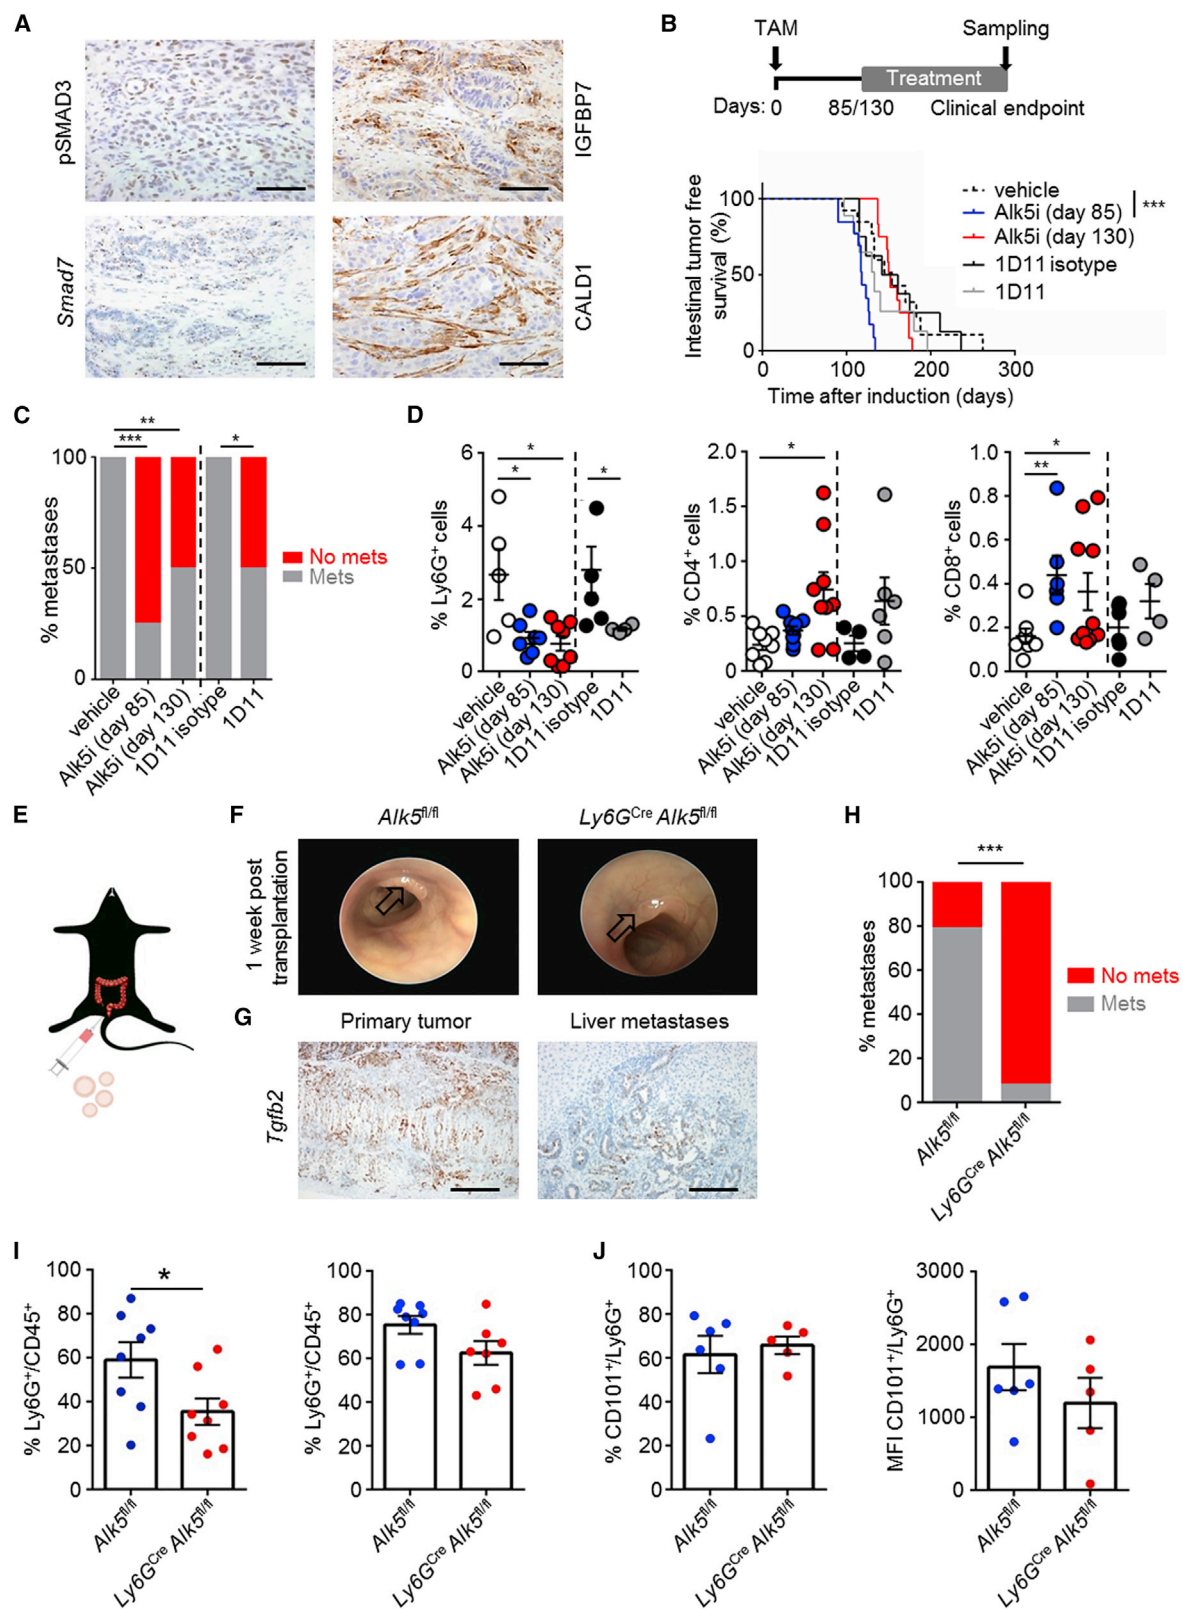 A
pSMAD3
IGFBP7
Smad7
CALD1
B
TAM
Sampling
Treatment
Days: 0
85/130
Clinical endpoint
Intestinal tumor free
survival (%)
100
50
0
0
100
200
300
Time after induction (days)
vehicle
Alk5i (day 85)
***
Alk5i (day 130)
1D11 isotype
1D11
C
**
***
*
% metastases
100
50
0
No mets
Mets
vehicle
Alk5i (day 85)
Alk5i (day 130)
1D11 isotype
1D11
D
% Ly6G⁺ cells
6
4
2
0
*
*
*
vehicle
Alk5i (day 85)
Alk5i (day 130)
1D11 isotype
1D11
% CD4⁺ cells
2.0
1.5
1.0
0.5
0
*
vehicle
Alk5i (day 85)
Alk5i (day 130)
1D11 isotype
1D11
% CD8⁺ cells
1.0
0.8
0.6
0.4
0.2
0.0
*
**
vehicle
Alk5i (day 85)
Alk5i (day 130)
1D11 isotype
1D11
E
F
Alk5fl/fl
Ly6GCre Alk5fl/fl
1 week post
transplantation
G
Primary tumor
Liver metastases
Tgfb2
H
***
% metastases
100
80
60
40
20
0
No mets
Mets
Alk5fl/fl
Ly6GCre Alk5fl/fl
I
% Ly6G⁺/CD45⁺
100
80
60
40
20
0
*
Alk5fl/fl
Ly6GCre Alk5fl/fl
% Ly6G⁺/CD45⁺
100
80
60
40
20
0
Alk5fl/fl
Ly6GCre Alk5fl/fl
J
% CD101⁺/Ly6G⁺
100
80
60
40
20
0
Alk5fl/fl
Ly6GCre Alk5fl/fl
MFI CD101⁺/Ly6G⁺
3000
2000
1000
0
Alk5fl/fl
Ly6GCre Alk5fl/fl